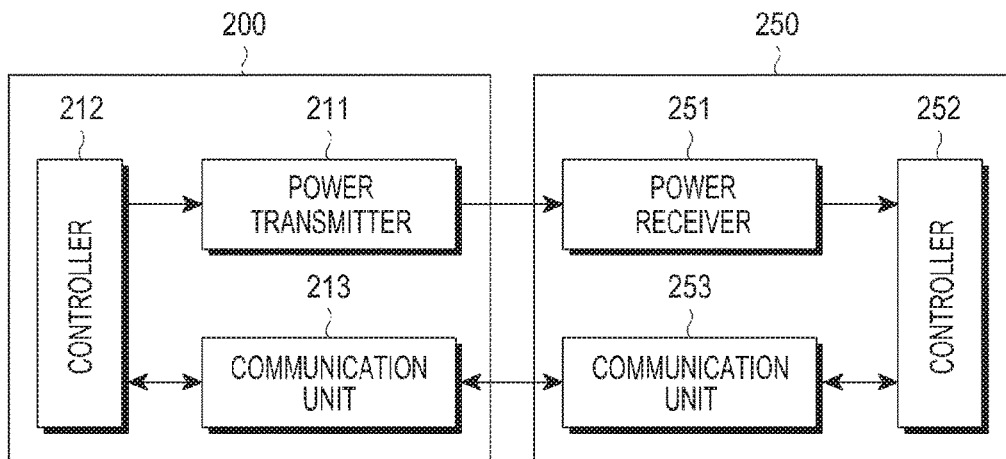 200
250
212
211
251
252
CONTROLLER
POWER
TRANSMITTER
POWER
RECEIVER
CONTROLLER
213
253
COMMUNICATION
UNIT
COMMUNICATION
UNIT